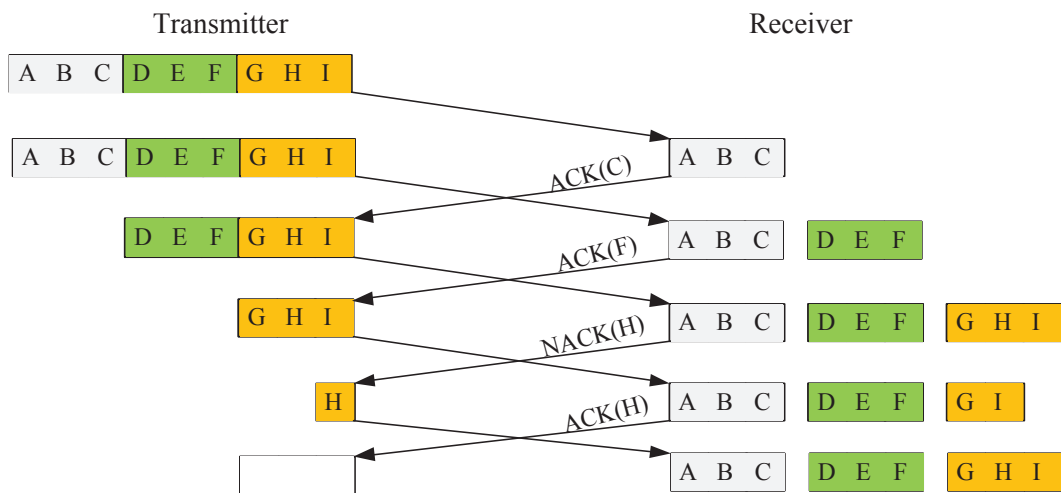 Transmitter Receiver
A B C D E F G H I
A B C D E F G H I A B C
ACK(C)
D E F G H I A B C D E F
ACK(F)
G H I A B C D E F G H I
NACK(H)
H A B C D E F G I
ACK(H)
A B C D E F G H I